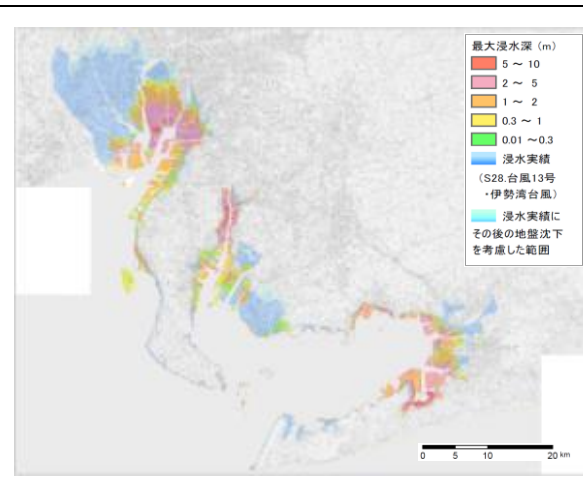 最大浸水深 (m)
5 ～ 10
2 ～ 5
1 ～ 2
0.3 ～ 1
0.01 ～0.3
浸水実績
(S28.台風13号
・伊勢湾台風)
浸水実績に
その後の地盤沈下
を考慮した範囲
0 5 10 20 km